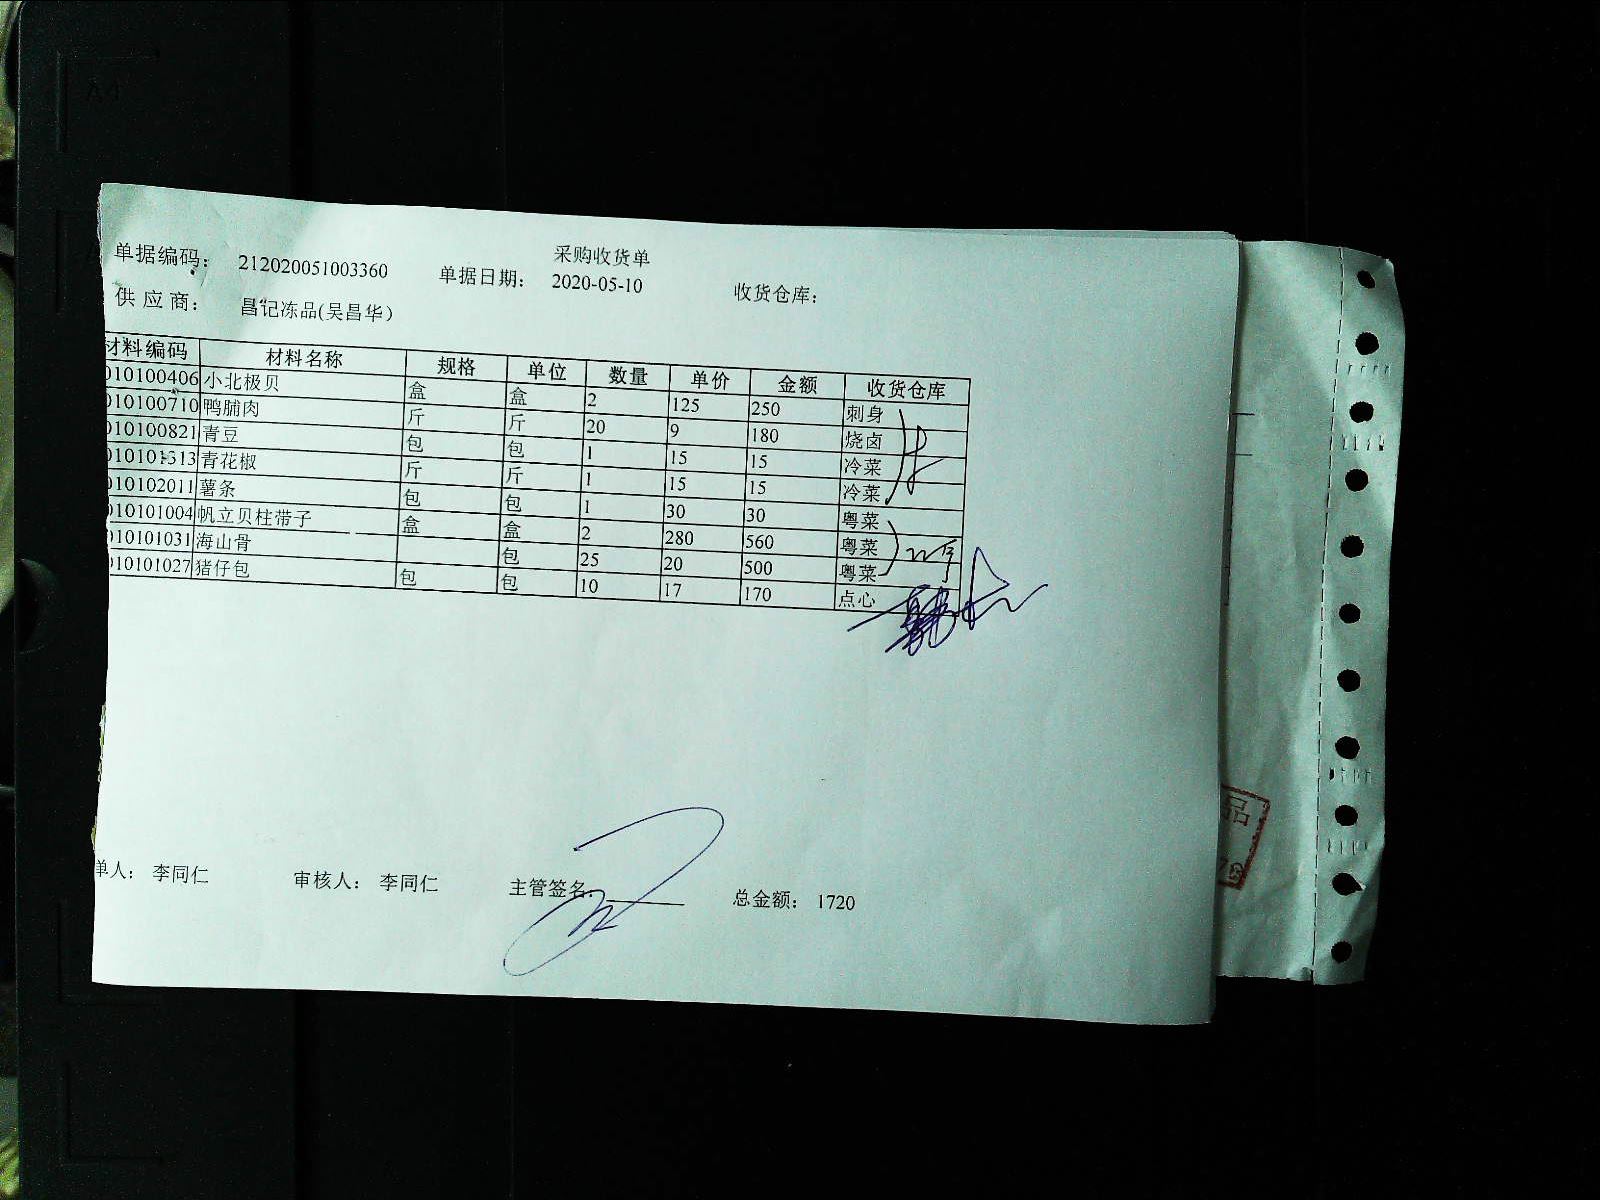 采购收货单
单据编码： 212020051003360 单据日期： 2020-05-10 收货仓库：
供应商： 昌记冻品(吴昌华)
材料编码 材料名称 规格 单位 数量 单价 金额 收货仓库
010100406 小北极贝 盒 盒 2 125 250 刺身
010100710 鸭脯肉 斤 斤 20 9 180 烧卤
010100821 青豆 包 包 1 15 15 冷菜
010101313 青花椒 斤 斤 1 15 15 冷菜
010102011 薯条 包 包 1 30 30 粤菜
010101004 帆立贝柱带子 盒 盒 2 280 560 粤菜
010101031 海山骨 包 25 20 500 粤菜
010101027 猪仔包 包 包 10 17 170 点心
单人： 李同仁 审核人： 李同仁 主管签名： 总金额： 1720
品